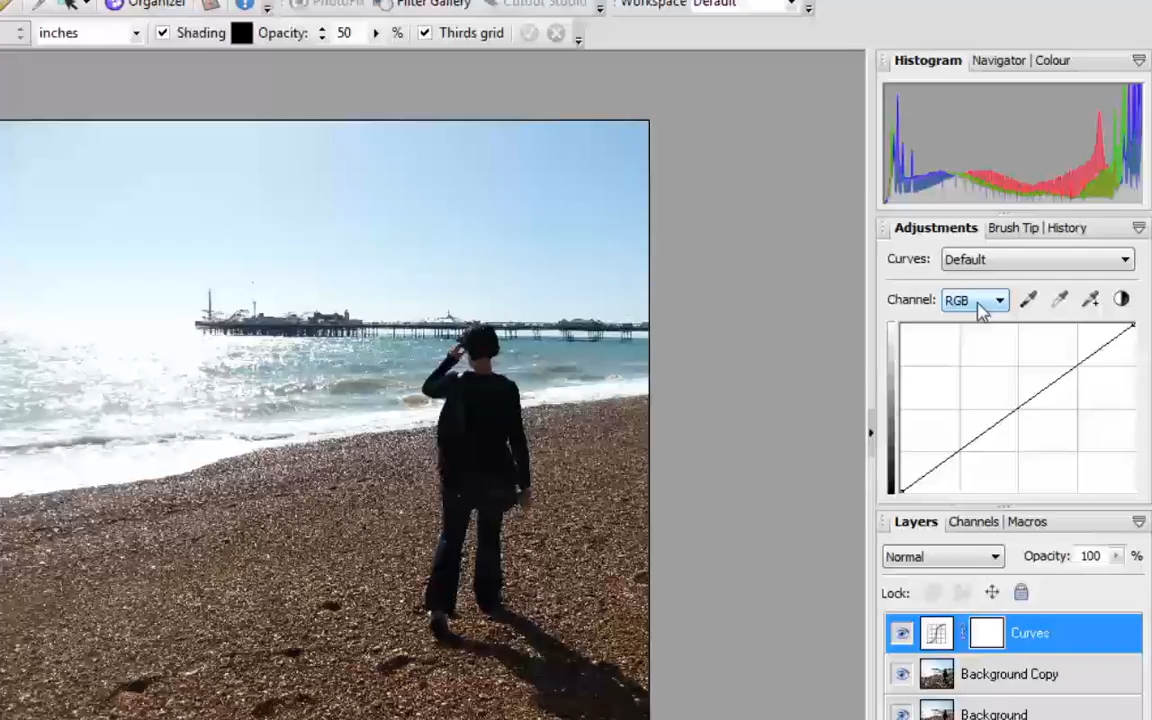 Organizer PhotoFix Filter Gallery Cutout Studio Workspace Default
inches Shading Opacity: 50 % Thirds grid
Histogram Navigator | Colour
Adjustments Brush Tip | History
Curves: Default
Channel: RGB
Layers Channels | Macros
Normal Opacity: 100 %
Lock:
Curves
Background Copy
Background